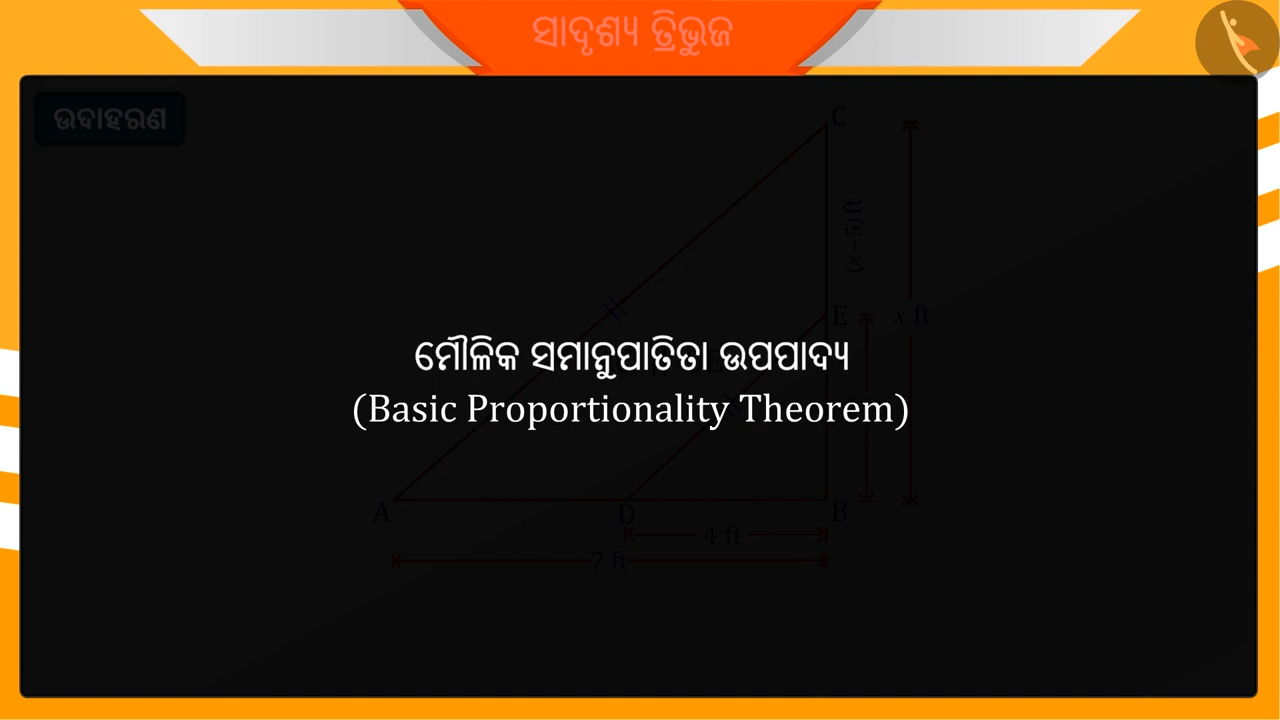 ସାଦୃଶ୍ୟ ତ୍ରିଭୁଜ
ଉଦାହରଣ
C
(x – 5) ft
E
x ft
ମୌଳିକ ସମାନୁପାତିତା ଉପପାଦ୍ୟ
(Basic Proportionality Theorem)
A
D
B
4 ft
7 ft